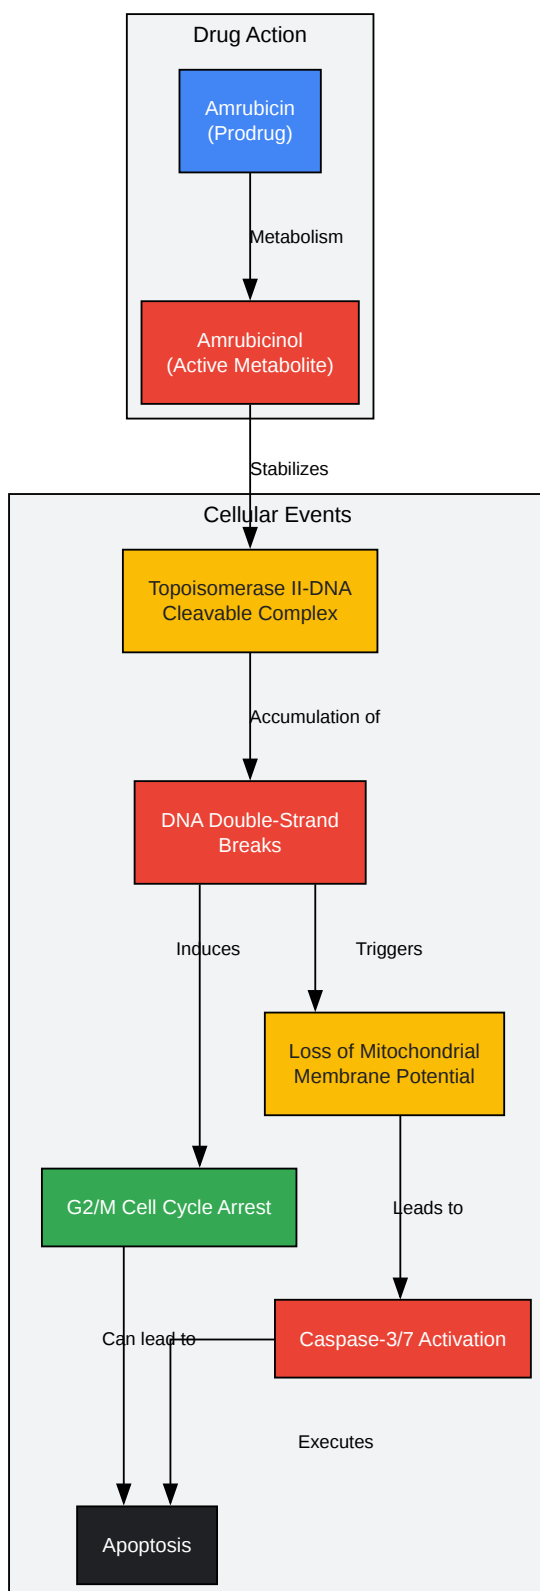 Drug Action
Amrubicin
(Prodrug)
Metabolism
Amrubicinol
(Active Metabolite)
Stabilizes
Cellular Events
Topoisomerase II-DNA
Cleavable Complex
Accumulation of
DNA Double-Strand
Breaks
Induces
Triggers
Loss of Mitochondrial
Membrane Potential
G2/M Cell Cycle Arrest
Leads to
Can lead to
Caspase-3/7 Activation
Executes
Apoptosis